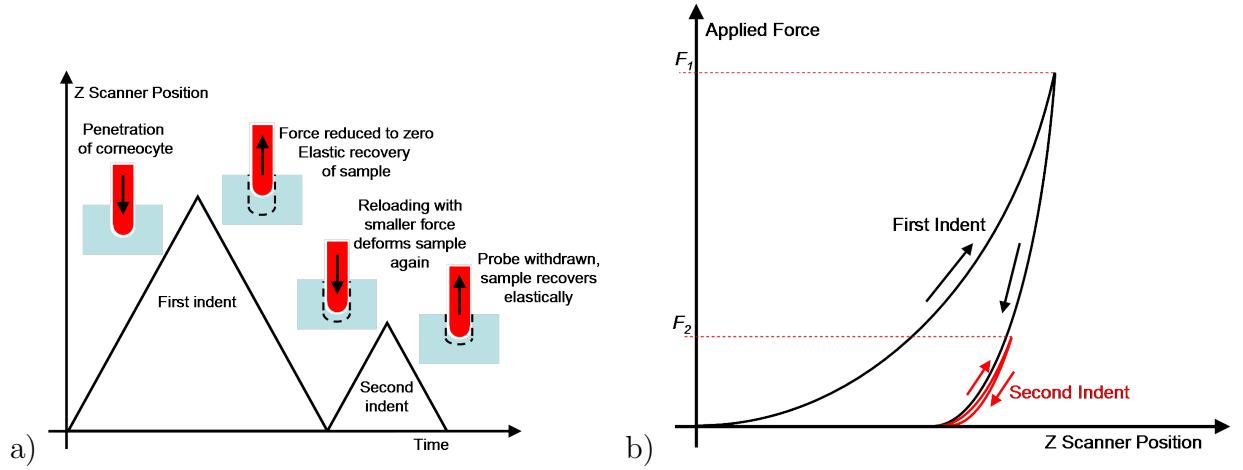 Z Scanner Position
Penetration
of corneocyte
Force reduced to zero
Elastic recovery
of sample
Reloading with
smaller force
deforms sample
again
Probe withdrawn,
sample recovers
elastically
First indent
Second
indent
Time
a)
Applied Force
F1
First Indent
F2
Second Indent
Z Scanner Position
b)